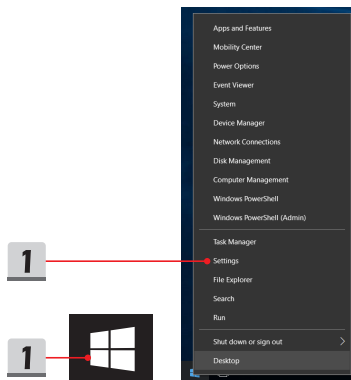 Apps and Features
Mobility Center
Power Options
Event Viewer
System
Device Manager
Network Connections
Disk Management
Computer Management
Windows PowerShell
Windows PowerShell (Admin)
Task Manager
1
Settings
File Explorer
Search
Run
Shut down or sign out
1
Desktop